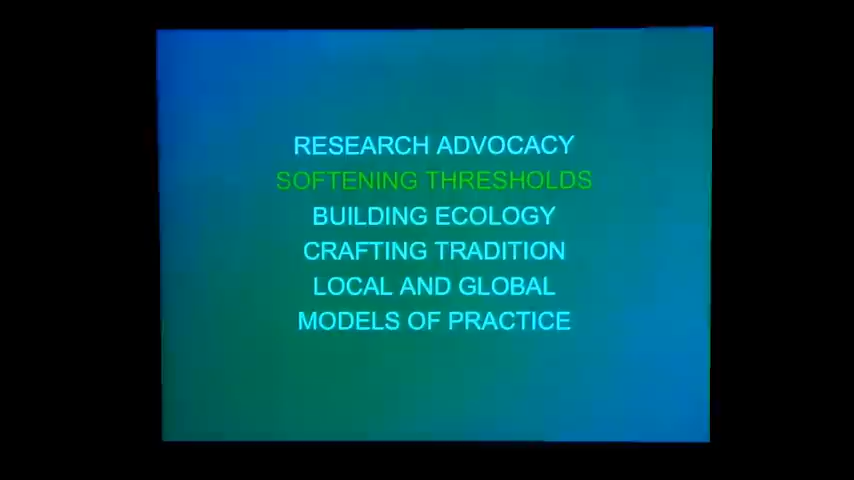 RESEARCH ADVOCACY
SOFTENING THRESHOLDS
BUILDING ECOLOGY
CRAFTING TRADITION
LOCAL AND GLOBAL
MODELS OF PRACTICE